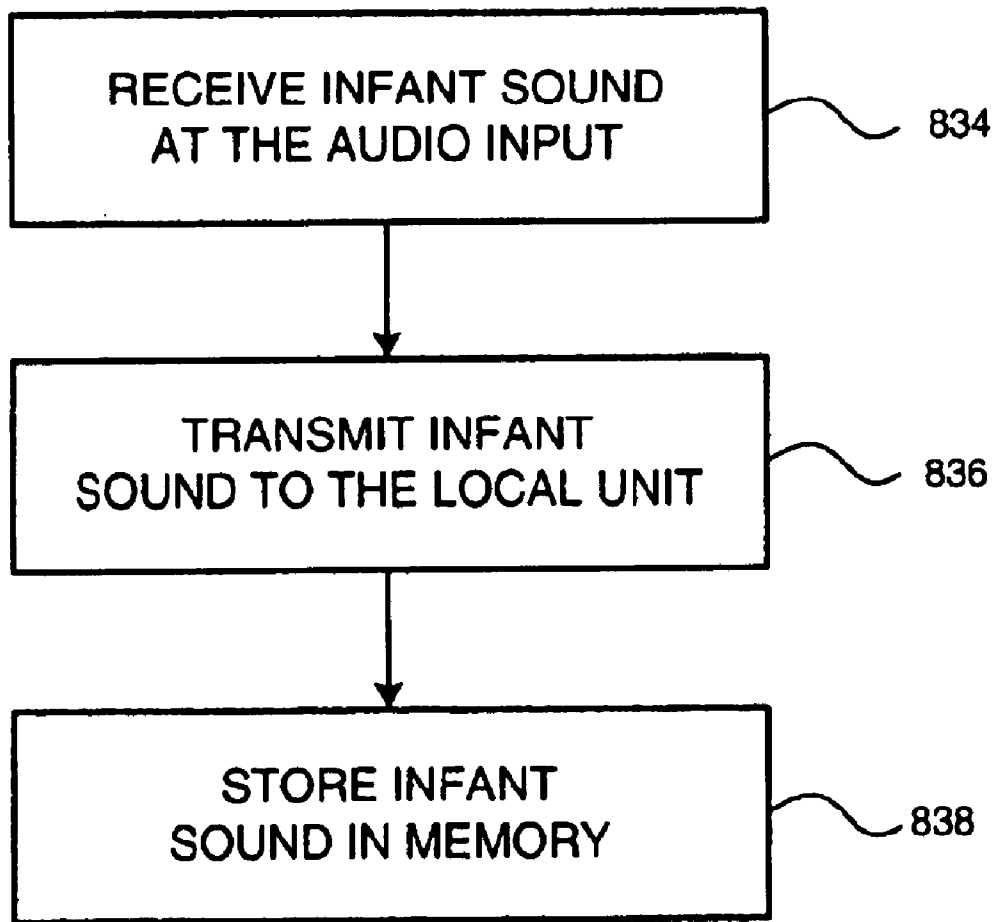 RECEIVE INFANT SOUND
AT THE AUDIO INPUT
834
TRANSMIT INFANT
SOUND TO THE LOCAL UNIT
836
STORE INFANT
SOUND IN MEMORY
838